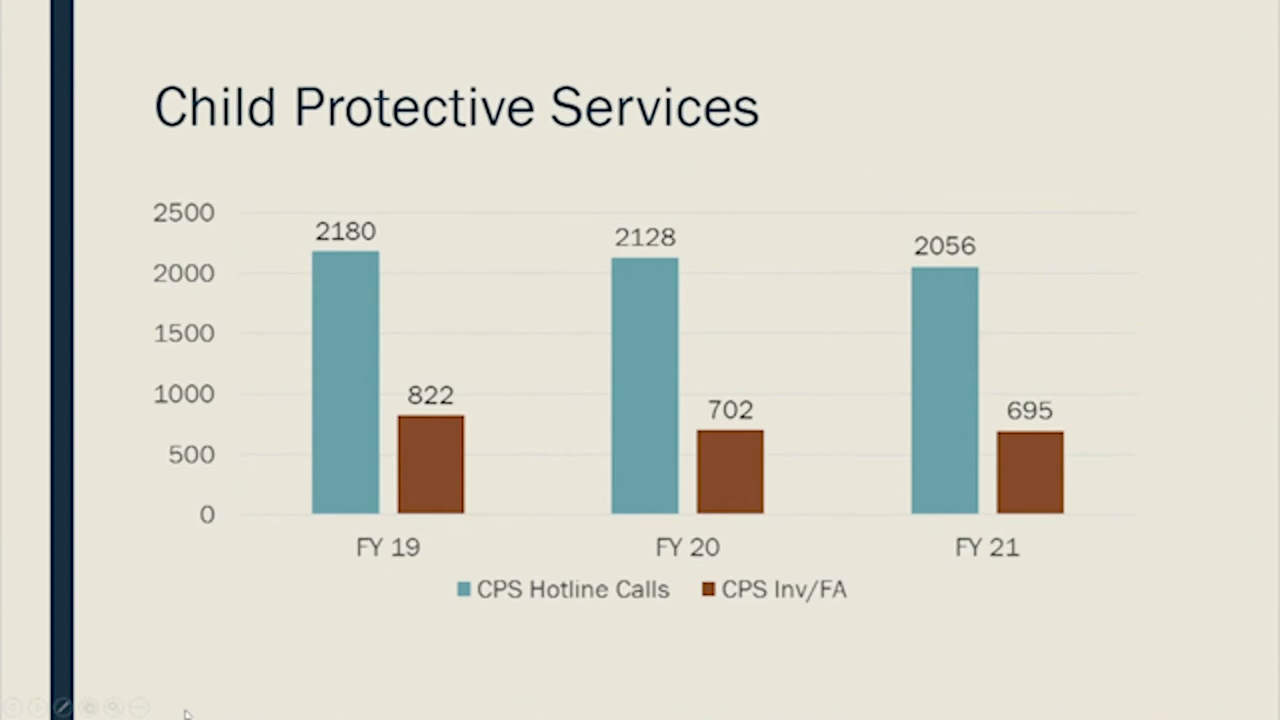 Child Protective Services
2500
2000
1500
1000
500
0
2180
822
2128
702
2056
695
FY 19
FY 20
FY 21
CPS Hotline Calls
CPS Inv/FA